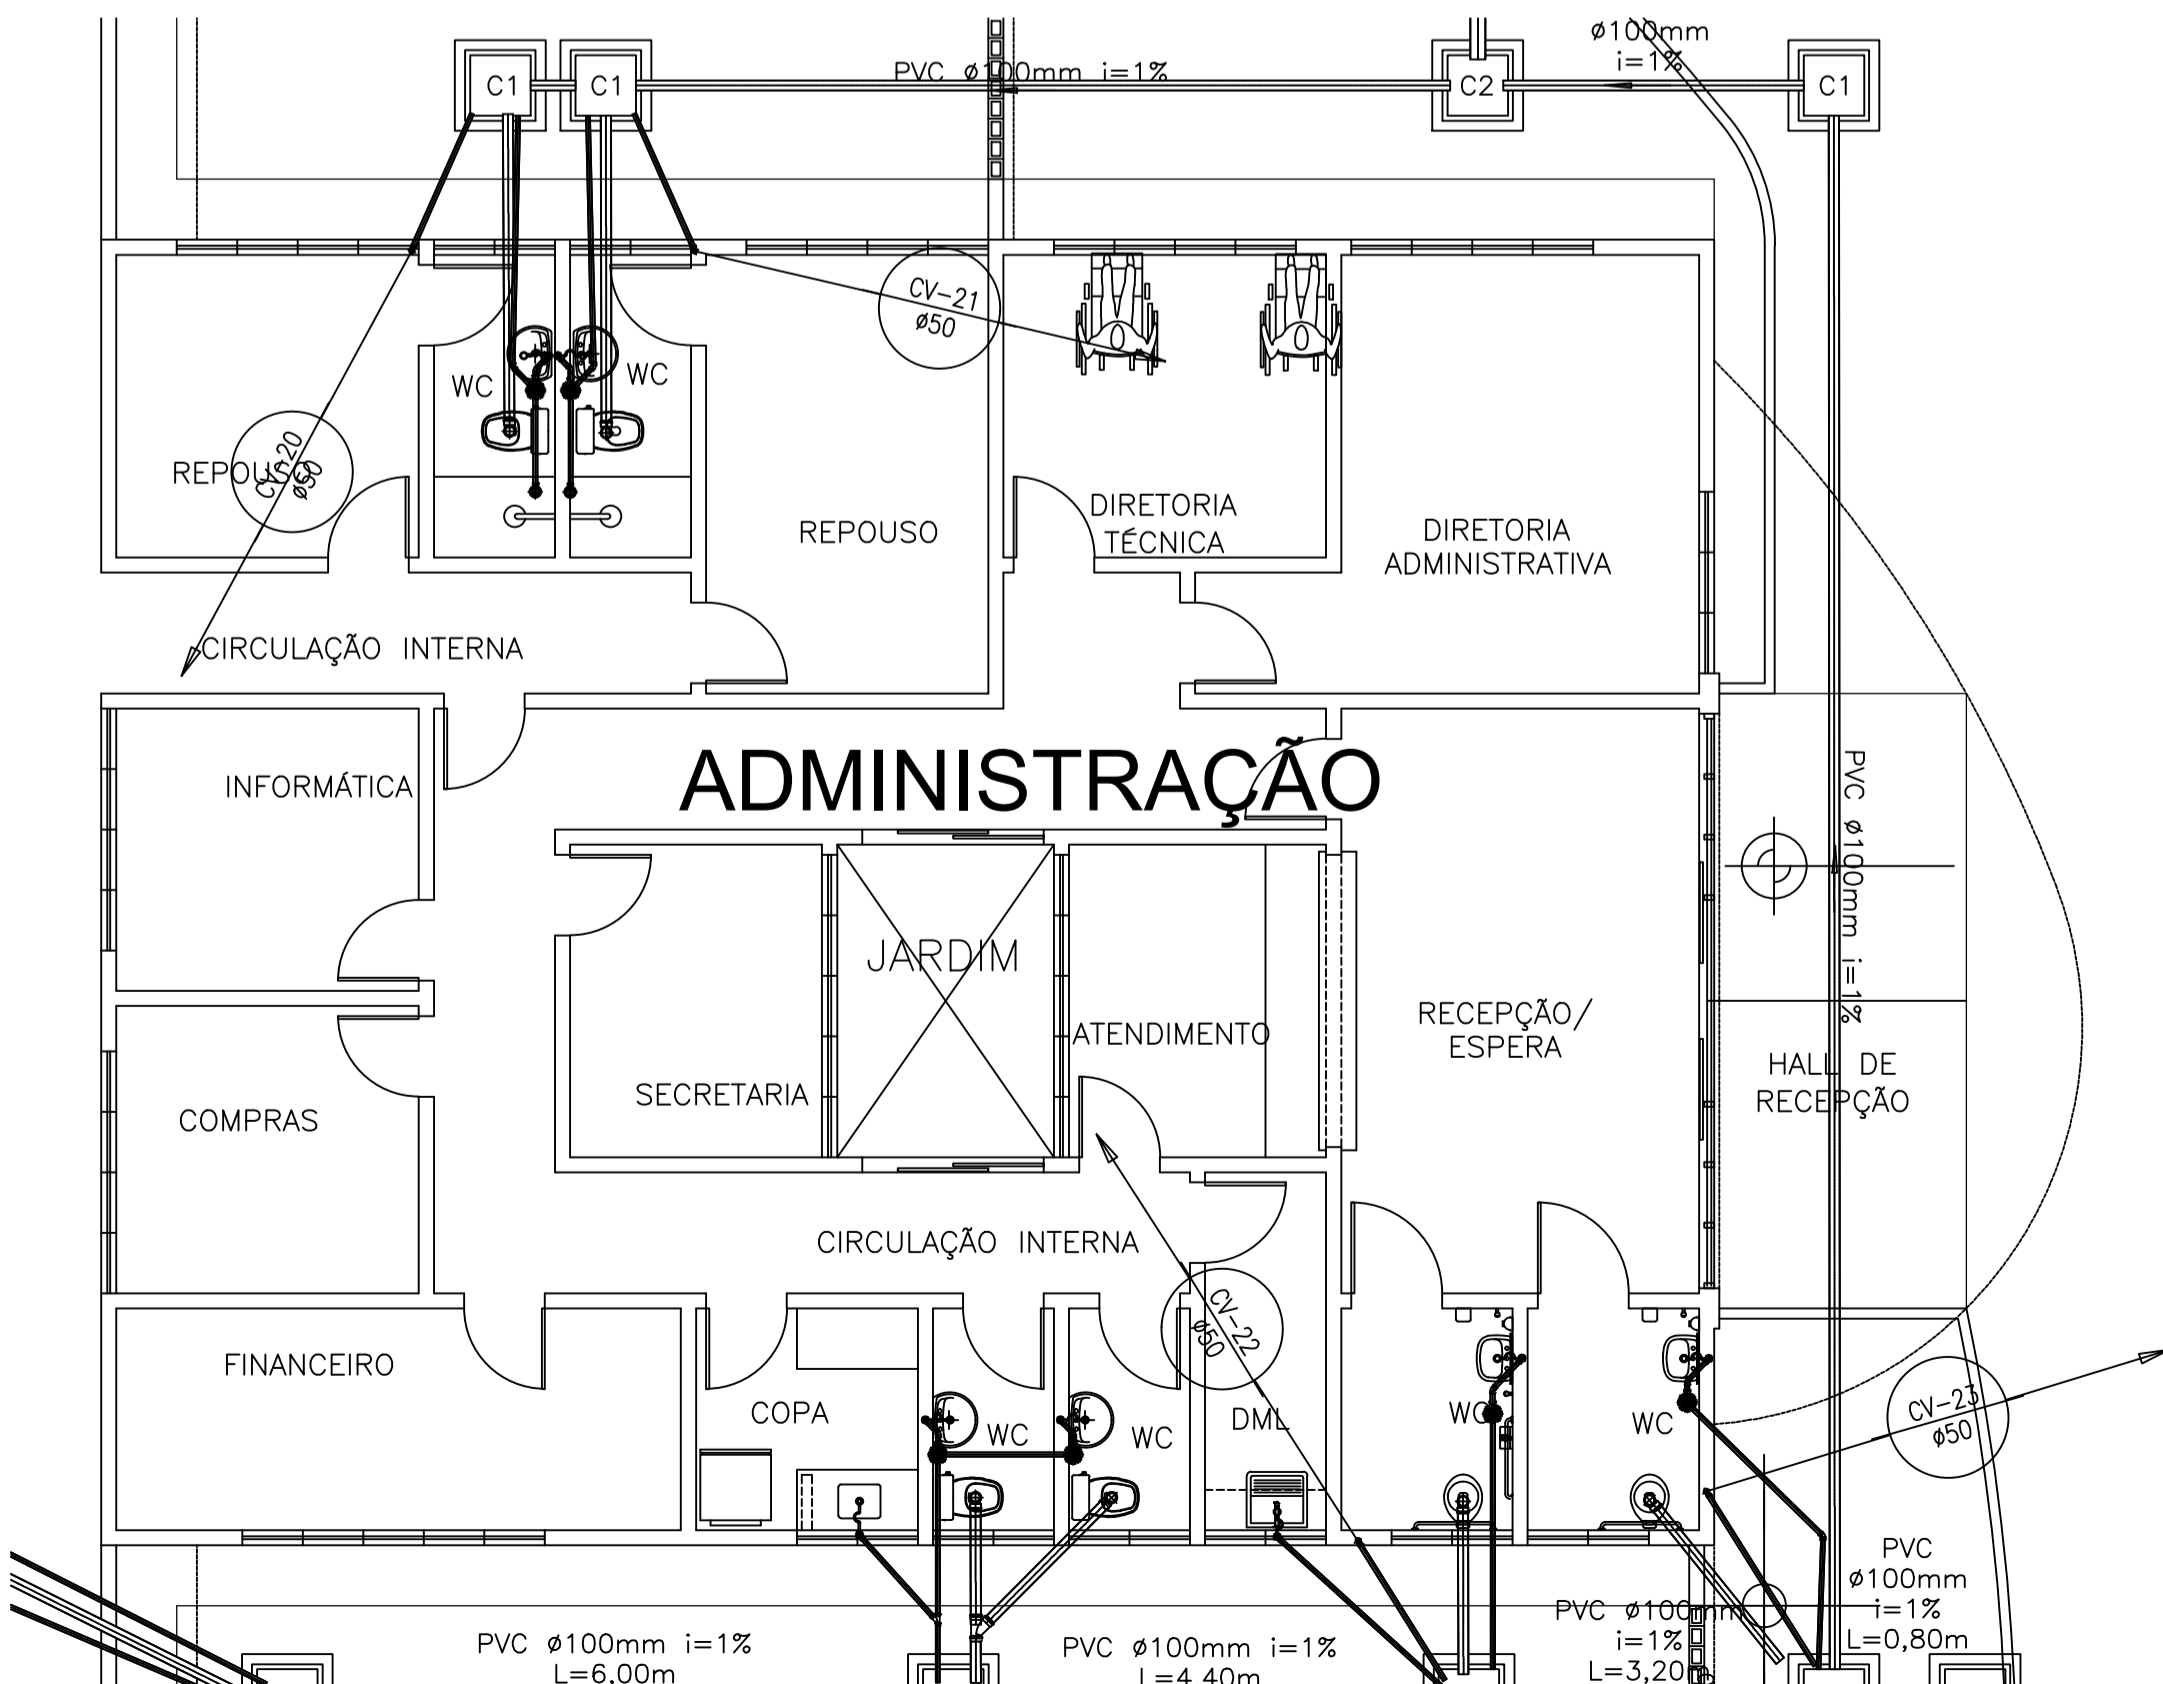 ø100mm
i=1%
PVC ø100mm i=1%
C1
C1
C2
C1
CV-21
ø50
WC
WC
CV-20
ø50
REPOUSO
REPOUSO
DIRETORIA
TÉCNICA
DIRETORIA
ADMINISTRATIVA
CIRCULAÇÃO INTERNA
INFORMÁTICA
ADMINISTRAÇÃO
PVC ø100mm i=1%
JARDIM
ATENDIMENTO
RECEPÇÃO/
ESPERA
HALL DE
RECEPÇÃO
SECRETARIA
COMPRAS
CIRCULAÇÃO INTERNA
CV-22
ø50
FINANCEIRO
COPA
WC
WC
DML
WC
WC
CV-23
ø50
PVC
ø100mm
i=1%
L=0,80m
PVC ø100mm
i=1%
L=3,20m
PVC ø100mm i=1%
L=6,00m
PVC ø100mm i=1%
L=4,40m